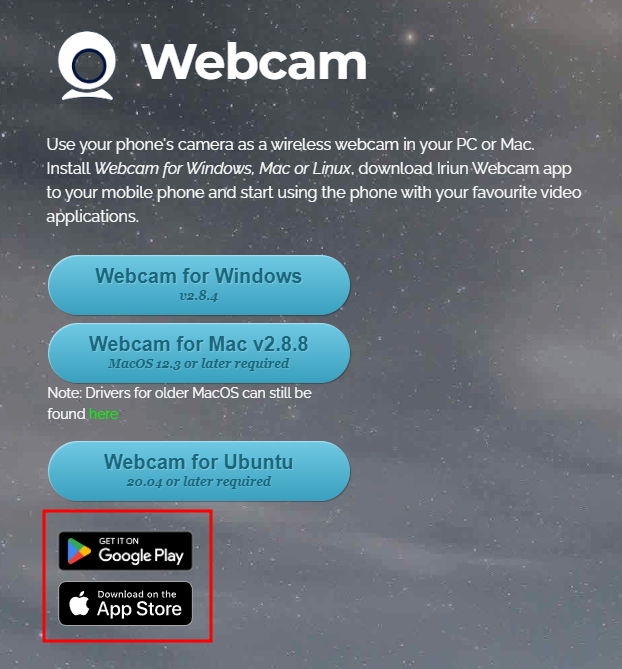 Webcam
Use your phone's camera as a wireless webcam in your PC or Mac.
Install Webcam for Windows, Mac or Linux, download Iriun Webcam app
to your mobile phone and start using the phone with your favourite video
applications.
Webcam for Windows
v2.8.4
Webcam for Mac v2.8.8
MacOS 12.3 or later required
Note: Drivers for older MacOS can still be
found here
Webcam for Ubuntu
20.04 or later required
GET IT ON
Google Play
Download on the
App Store